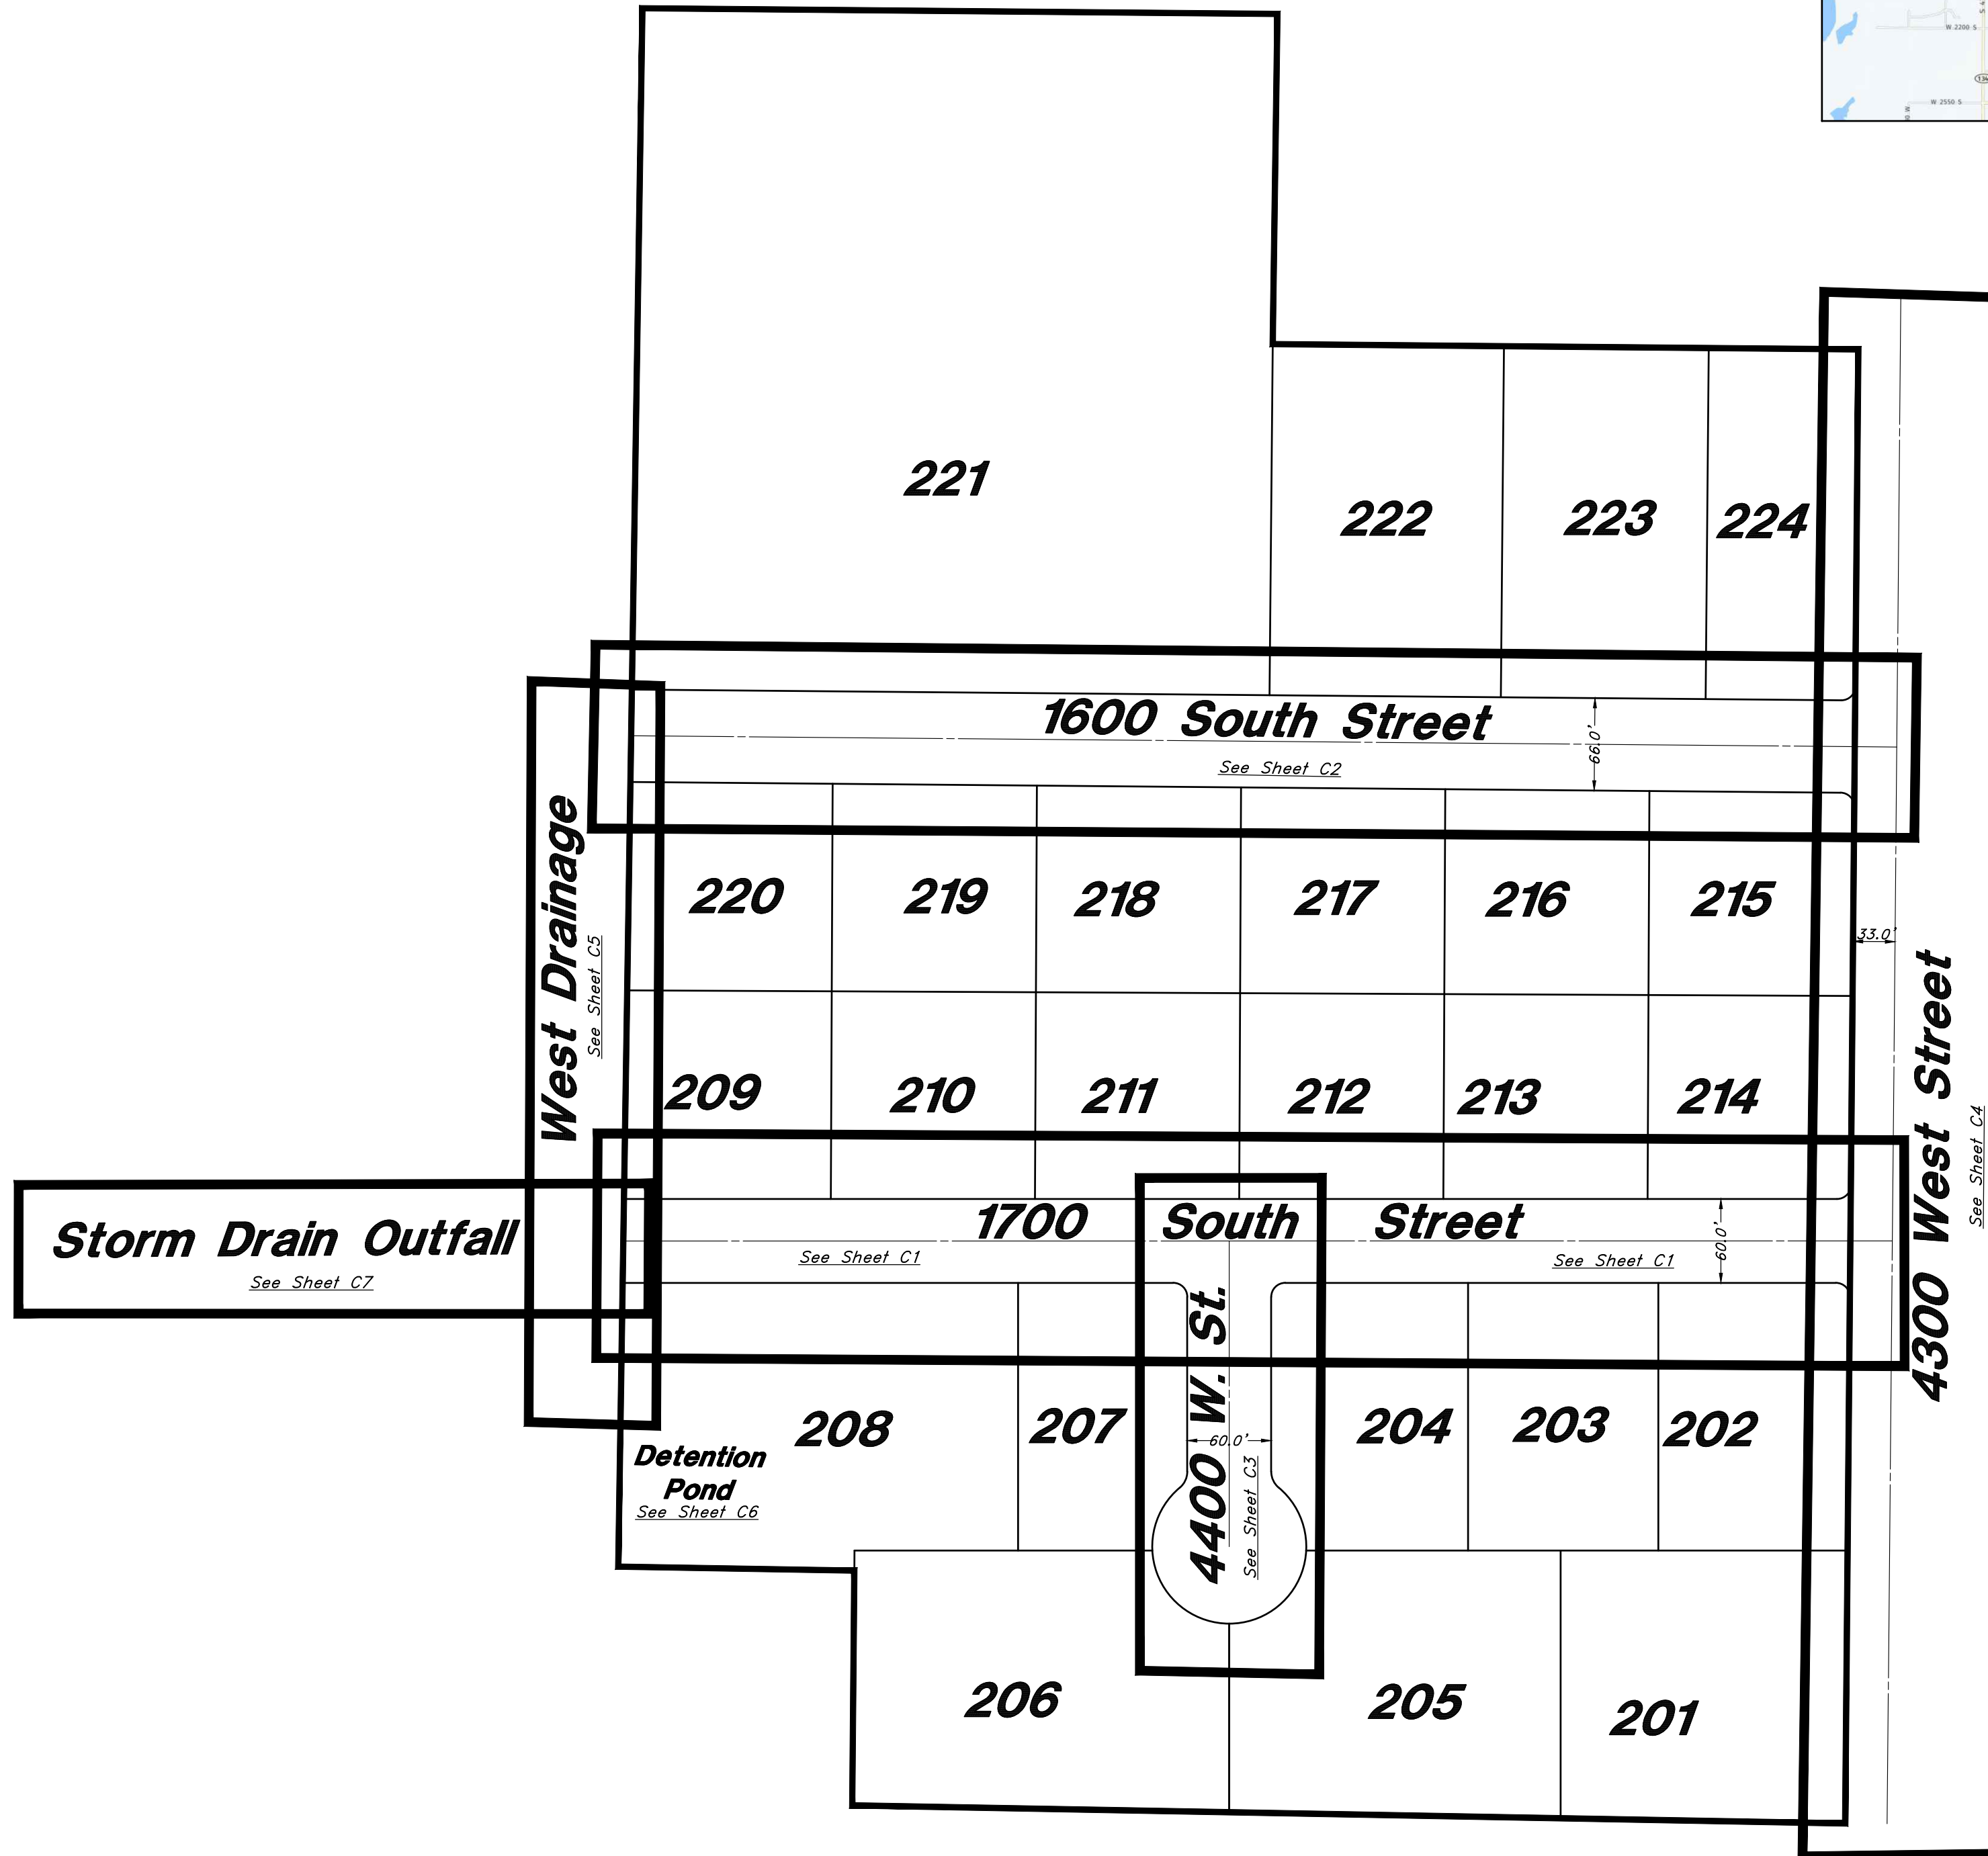 W 2200 S
W 2550 S
221
222
223
224
1600 South Street
66.0'
See Sheet C2
West Drainage
See Sheet C5
220
219
218
217
216
215
33.0'
4300 West Street
See Sheet C4
209
210
211
212
213
214
Storm Drain Outfall
See Sheet C7
1700 South Street
See Sheet C1
See Sheet C1
60.0'
4400 W. St.
See Sheet C3
60.0'
208
207
204
203
202
Detention
Pond
See Sheet C6
206
205
201